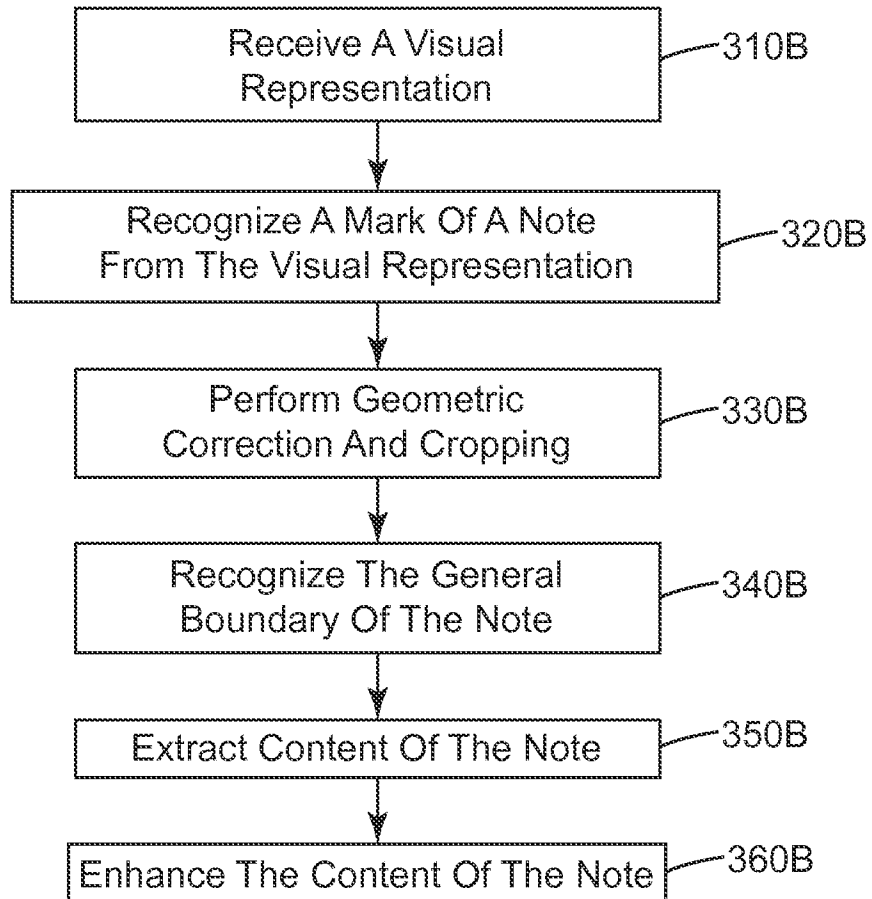 Receive A Visual
Representation
310B
Recognize A Mark Of A Note
From The Visual Representation
320B
Perform Geometric
Correction And Cropping
330B
Recognize The General
Boundary Of The Note
340B
Extract Content Of The Note
350B
Enhance The Content Of The Note
360B